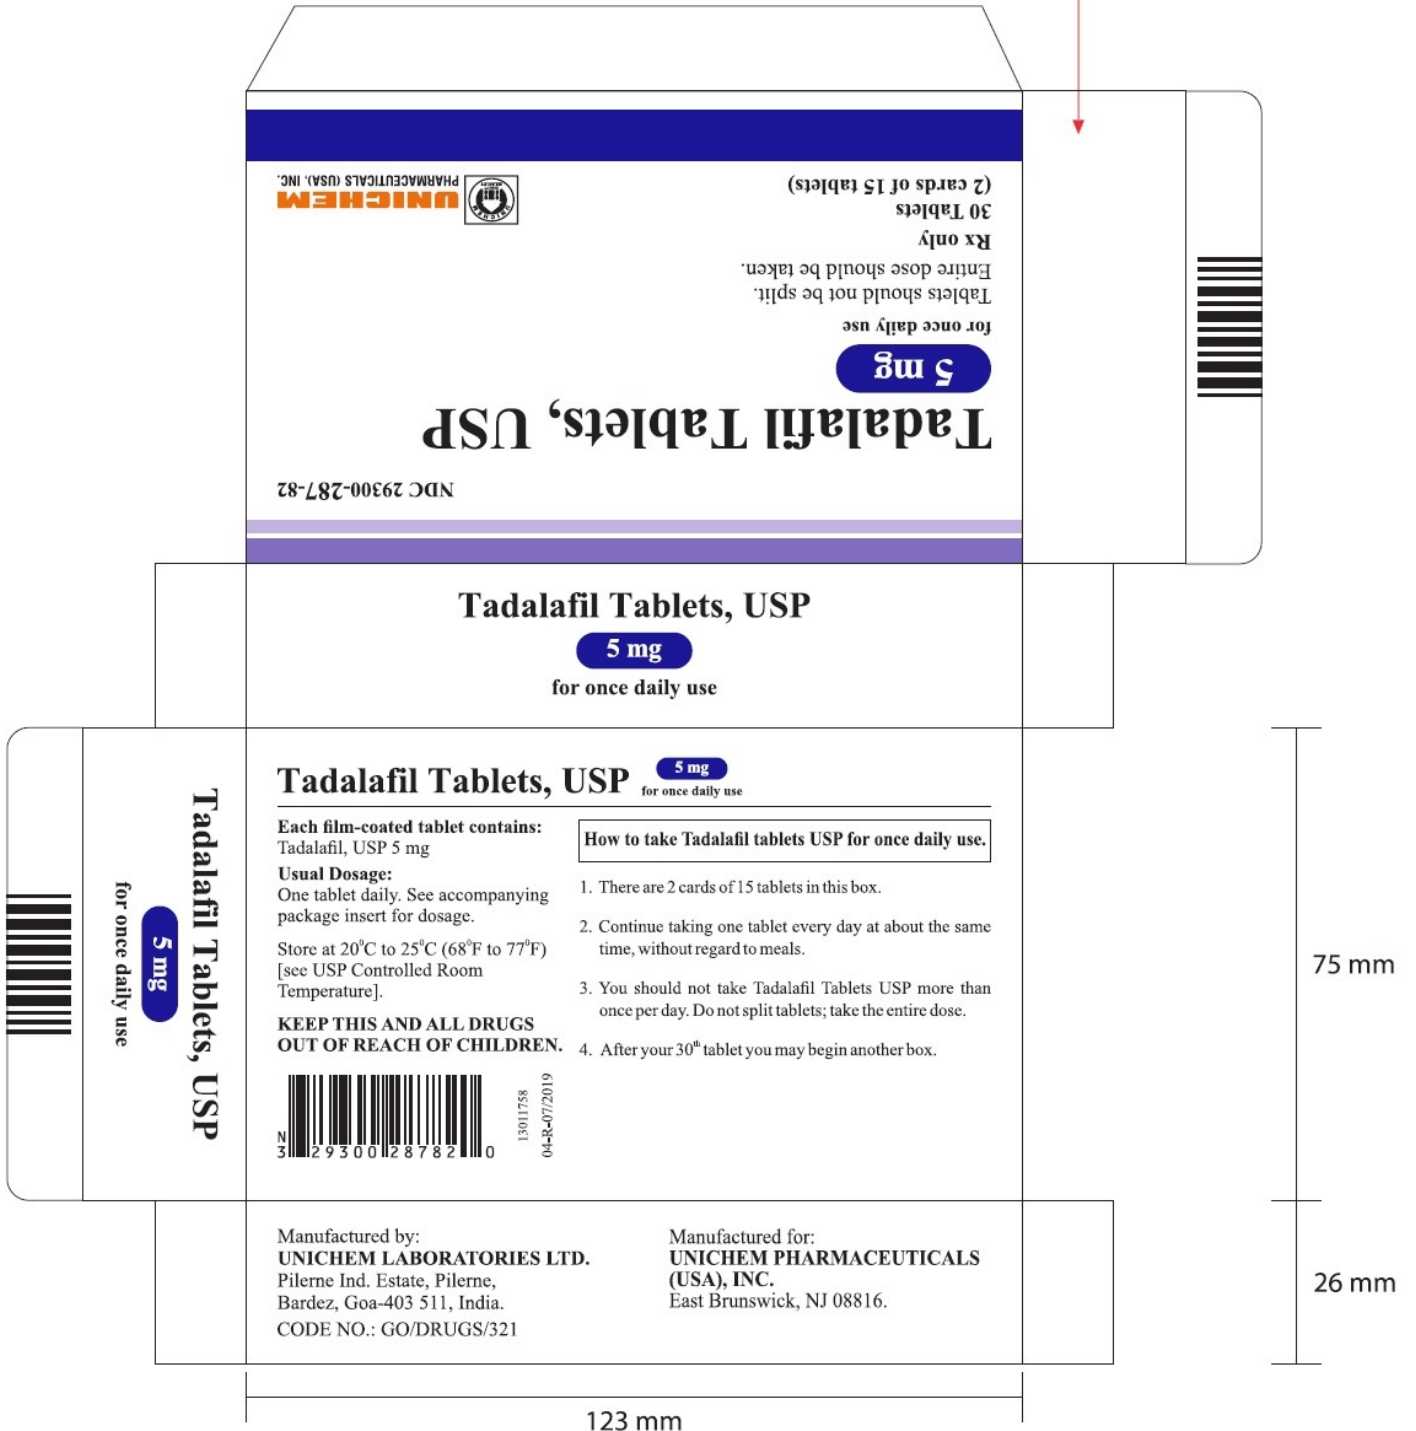 UNICHEM
PHARMACEUTICALS (USA), INC.
NDC 29300-287-82
Tadalafil Tablets, USP
5 mg
for once daily use
Tablets should not be split.
Entire dose should be taken.
Rx only
30 Tablets
(2 cards of 15 tablets)
Tadalafil Tablets, USP
5 mg
for once daily use
Tadalafil Tablets, USP
5 mg
for once daily use
Tadalafil Tablets, USP
5 mg
for once daily use
Each film-coated tablet contains:
Tadalafil, USP 5 mg
Usual Dosage:
One tablet daily. See accompanying
package insert for dosage.
Store at 20⁰C to 25⁰C (68⁰F to 77⁰F)
[see USP Controlled Room
Temperature].
KEEP THIS AND ALL DRUGS
OUT OF REACH OF CHILDREN.
N
3 29300 28782 0
13011758
04-R-07/2019
How to take Tadalafil tablets USP for once daily use.
1. There are 2 cards of 15 tablets in this box.
2. Continue taking one tablet every day at about the same
time, without regard to meals.
3. You should not take Tadalafil Tablets USP more than
once per day. Do not split tablets; take the entire dose.
4. After your 30th tablet you may begin another box.
Manufactured by:
UNICHEM LABORATORIES LTD.
Pilerne Ind. Estate, Pilerne,
Bardez, Goa-403 511, India.
CODE NO.: GO/DRUGS/321
Manufactured for:
UNICHEM PHARMACEUTICALS
(USA), INC.
East Brunswick, NJ 08816.
75 mm
26 mm
123 mm